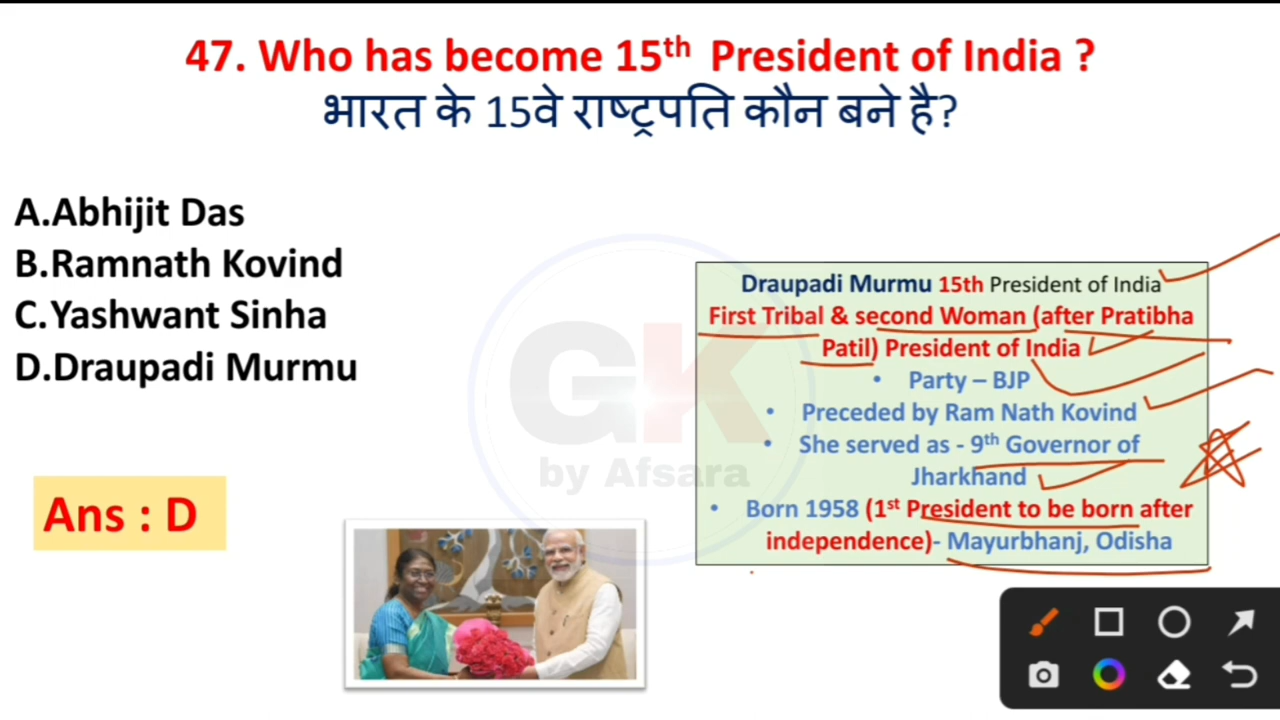 47. Who has become 15th President of India ?
भारत के 15वे राष्ट्रपति कौन बने है?
A.Abhijit Das
B.Ramnath Kovind
C.Yashwant Sinha
D.Draupadi Murmu
Ans : D
Draupadi Murmu 15th President of India
First Tribal & second Woman (after Pratibha
Patil) President of India
• Party – BJP
• Preceded by Ram Nath Kovind
• She served as - 9th Governor of
Jharkhand
• Born 1958 (1st President to be born after
independence)- Mayurbhanj, Odisha
GK
by Afsara